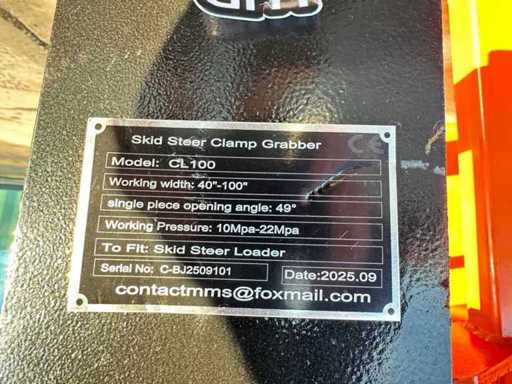 Skid Steer Clamp Grabber
CE
Model: CL100
Working width: 40"-100"
single piece opening angle: 49°
Working Pressure: 10Mpa-22Mpa
To Fit: Skid Steer Loader
Serial No: C-BJ2509101
Date:2025.09
contactmms@foxmail.com